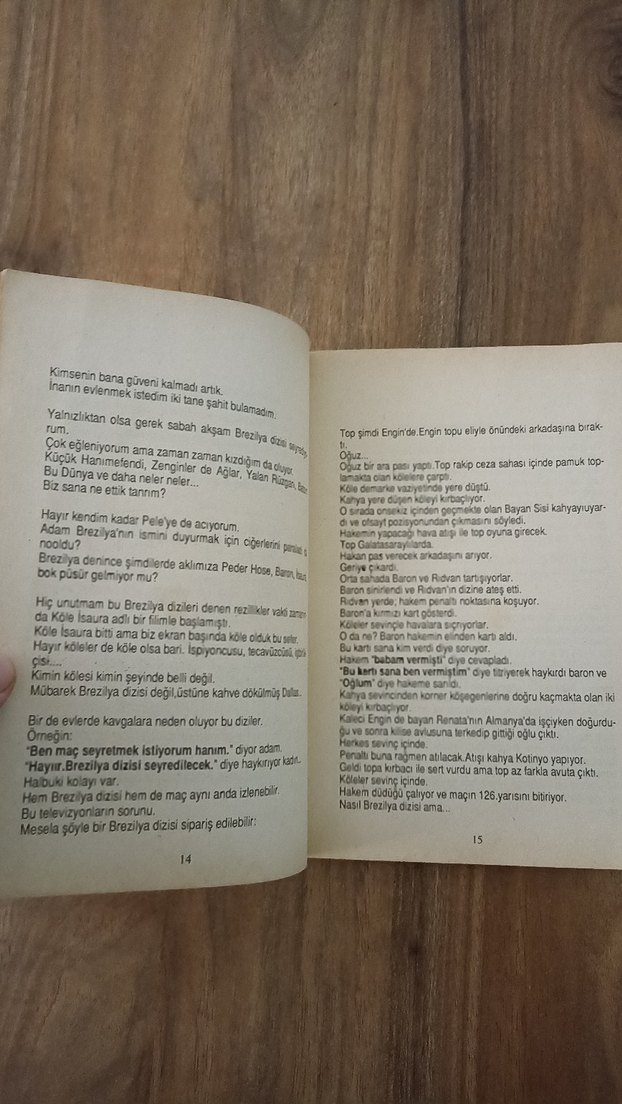 Kimsenin bana güveni kalmadı artık.
İnanın evlenmek istedim iki tane şahit bulamadım.
Yalnızlıktan olsa gerek sabah akşam Brezilya dizisi
rum.
Çok eğleniyorum ama zaman zaman kızdığım da oluyor.
Küçük Hanımefendi, Zenginler de Ağlar, Yalan Rüzgarı,
Bu Dünya ve daha neler neler...
Biz sana ne ettik tanrım?
Hayır kendim kadar Pele'ye de acıyorum.
Adam Brezilya'nın ismini duyurmak için ciğerlerini
nooldu?
Brezilya denince şimdilerde aklımıza Peder Hose, Baron,
bok püsür gelmiyor mu?
Hiç unutmam bu Brezilya dizileri denen rezillikler vakti
da Köle İsaura adlı bir filimle başlamıştı.
Köle İsaura bitti ama biz ekran başında köle olduk bu sefer.
Hayır köleler de köle olsa bari. İspiyoncusu, tecavüzcüsü,
çisi....
Kimin kölesi kimin şeyinde belli değil.
Mübarek Brezilya dizisi değil,üstüne kahve dökülmüş Dallas.
Bir de evlerde kavgalara neden oluyor bu diziler.
Örneğin:
"Ben maç seyretmek istiyorum hanım." diyor adam.
"Hayıır.Brezilya dizisi seyredilecek." diye haykırıyor kadın.
Halbuki kolayı var.
Hem Brezilya dizisi hem de maç aynı anda izlenebilir.
Bu televizyonların sorunu.
Mesela şöyle bir Brezilya dizisi sipariş edilebilir:
14
Top şimdi Engin'de.Engin topu eliyle önündeki arkadaşına bırak-
tı.
Oğuz...
Oğuz bir ara pası yaptı.Top rakip ceza sahası içinde pamuk top-
lamakta olan kölelere çarptı.
Köle demarke vaziyetinde yere düştü.
Kahya yere düşen köleyi kırbaçlıyor.
O sırada onsekiz içinden geçmekte olan Bayan Sisi kahyayıuyar-
dı ve ofsayt pozisyonundan çıkmasını söyledi.
Hakemin yapacağı hava atışı ile top oyuna girecek.
Top Galatasaraylılarda.
Hakan pas verecek arkadaşını arıyor.
Geriye çıkardı.
Orta sahada Baron ve Rıdvan tartışıyorlar.
Baron sinirlendi ve Rıdvan'ın dizine ateş etti.
Rıdvan yerde; hakem penaltı noktasına koşuyor.
Baron'a kırmızı kart gösterdi.
Köleler sevinçle havalara sıçrıyorlar.
O da ne? Baron hakemin elinden kartı aldı.
Bu kartı sana kim verdi diye soruyor.
Hakem "babam vermişti" diye cevapladı.
"Bu kartı sana ben vermiştim" diye titriyerek haykırdı baron ve
"Oğlum" diye hakeme sarıldı.
Kahya sevincinden korner köşegenlerine doğru kaçmakta olan iki
köleyi kırbaçlıyor.
Kaleci Engin de bayan Renata'nın Almanya'da işçiyken doğurdu-
ğu ve sonra kilise avlusuna terkedip gittiği oğlu çıktı.
Herkes sevinç içinde.
Penaltı buna rağmen atılacak.Atışı kahya Kotinyo yapıyor.
Geldi topa kırbacı ile sert vurdu ama top az farkla avuta çıktı.
Köleler sevinç içinde.
Hakem düdüğü çalıyor ve maçın 126.yarısını bitiriyor.
Nasıl Brezilya dizisi ama...
15